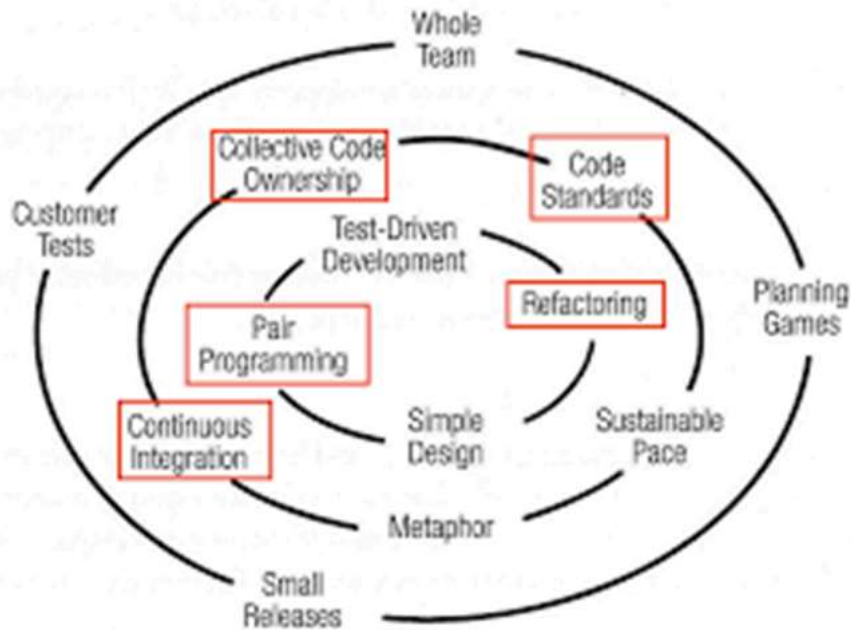 Whole
Team
Collective Code
Ownership
Code
Standards
Customer
Tests
Test-Driven
Development
Planning
Games
Refactoring
Pair
Programming
Continuous
Integration
Simple
Design
Sustainable
Pace
Metaphor
Small
Releases